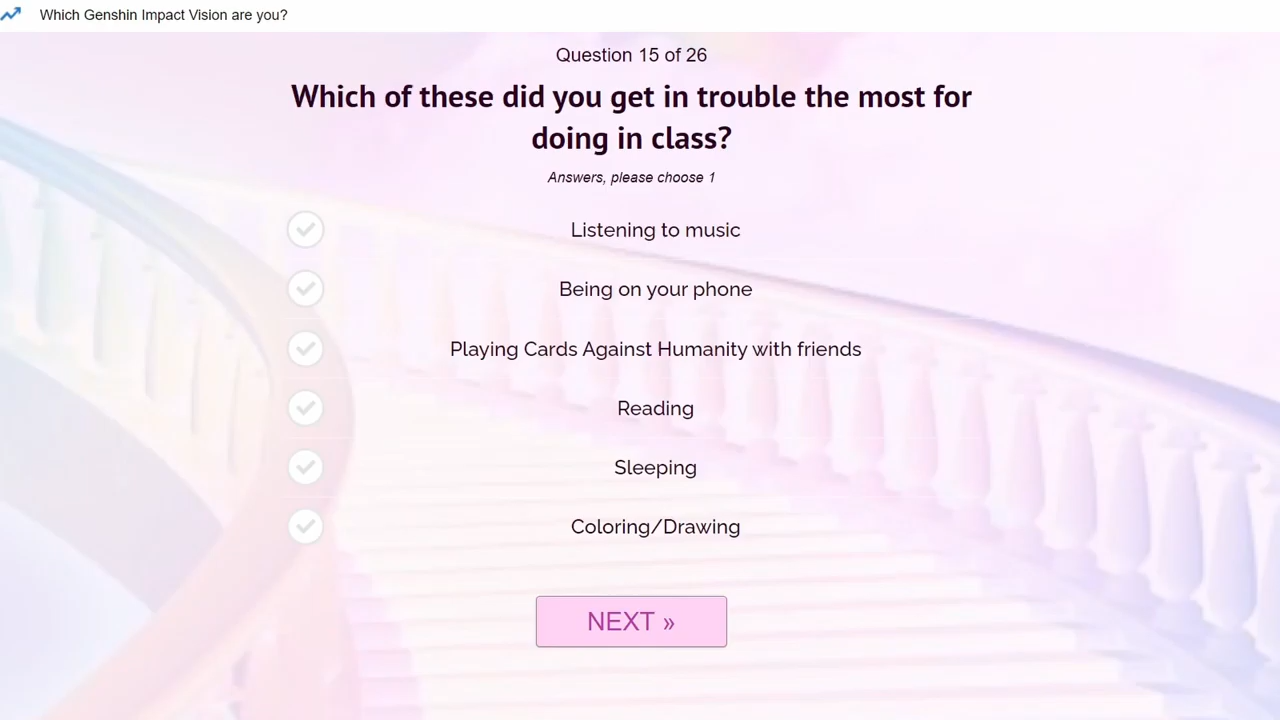 Which Genshin Impact Vision are you?
Question 15 of 26
Which of these did you get in trouble the most for
doing in class?
Answers, please choose 1
Listening to music
Being on your phone
Playing Cards Against Humanity with friends
Reading
Sleeping
Coloring/Drawing
NEXT »